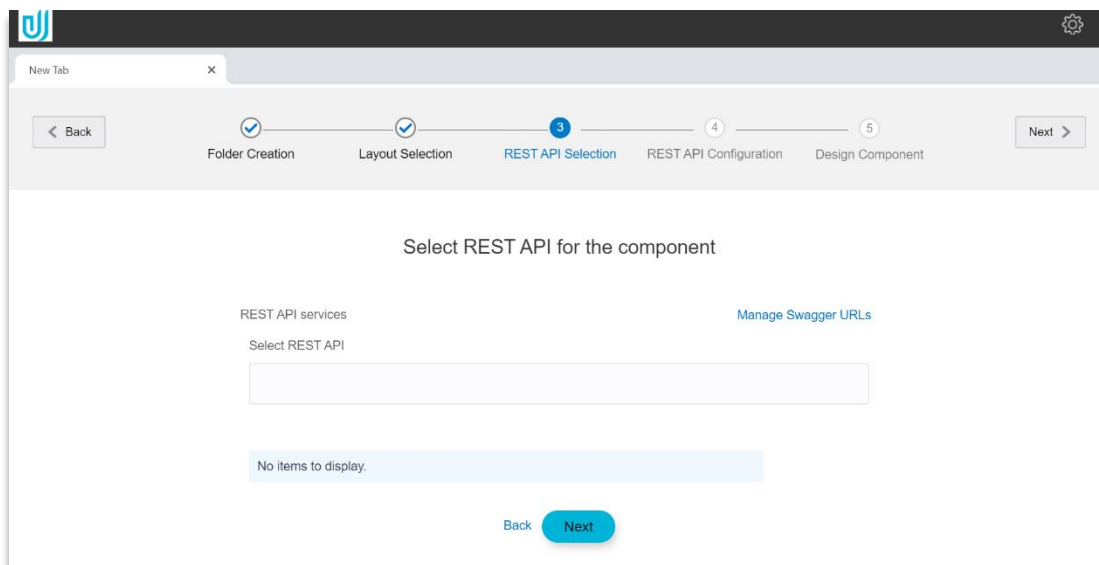 New Tab
Back
3
4
5
Next
Folder Creation
Layout Selection
REST API Selection
REST API Configuration
Design Component
Select REST API for the component
REST API services
Manage Swagger URLs
Select REST API
No items to display.
Back
Next